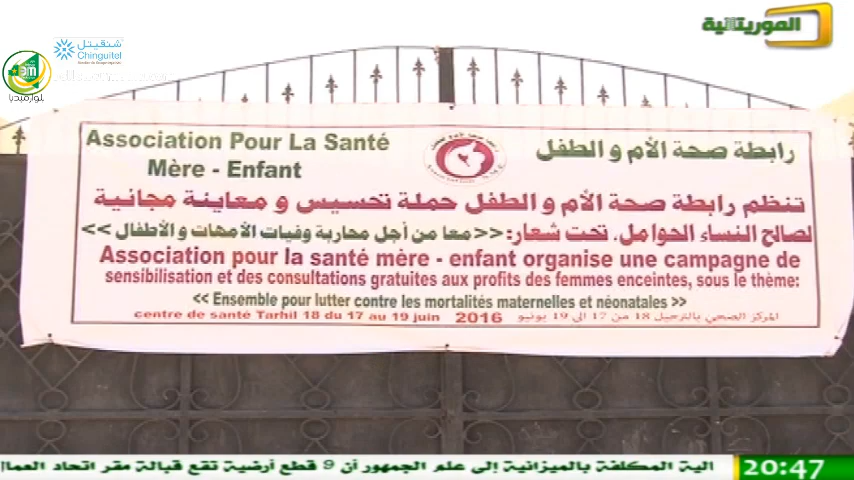 الموريتانية
شنقيتل
Chinguitel
Association Pour La Santé
Mère - Enfant
رابطة صحة الأم و الطفل
تنظم رابطة صحة الأم و الطفل حملة تحسيس و معاينة مجانية
لصالح النساء الحوامل، تحت شعار: <<معا من أجل محاربة وفيات الأمهات و الأطفال>>
Association pour la santé mère - enfant organise une campagne de
sensibilisation et des consultations gratuites aux profits des femmes enceintes, sous le thème:
<< Ensemble pour lutter contre les mortalités maternelles et néonatales >>
centre de santé Tarhil 18 du 17 au 19 juin 2016 المركز الصحي بالترحيل 18 من 17 الى 19 يونيو
الية المكلفة بالميزانية إلى علم الجمهور أن 9 قطع أرضية تقع قبالة مقر اتحاد العمال
20:47